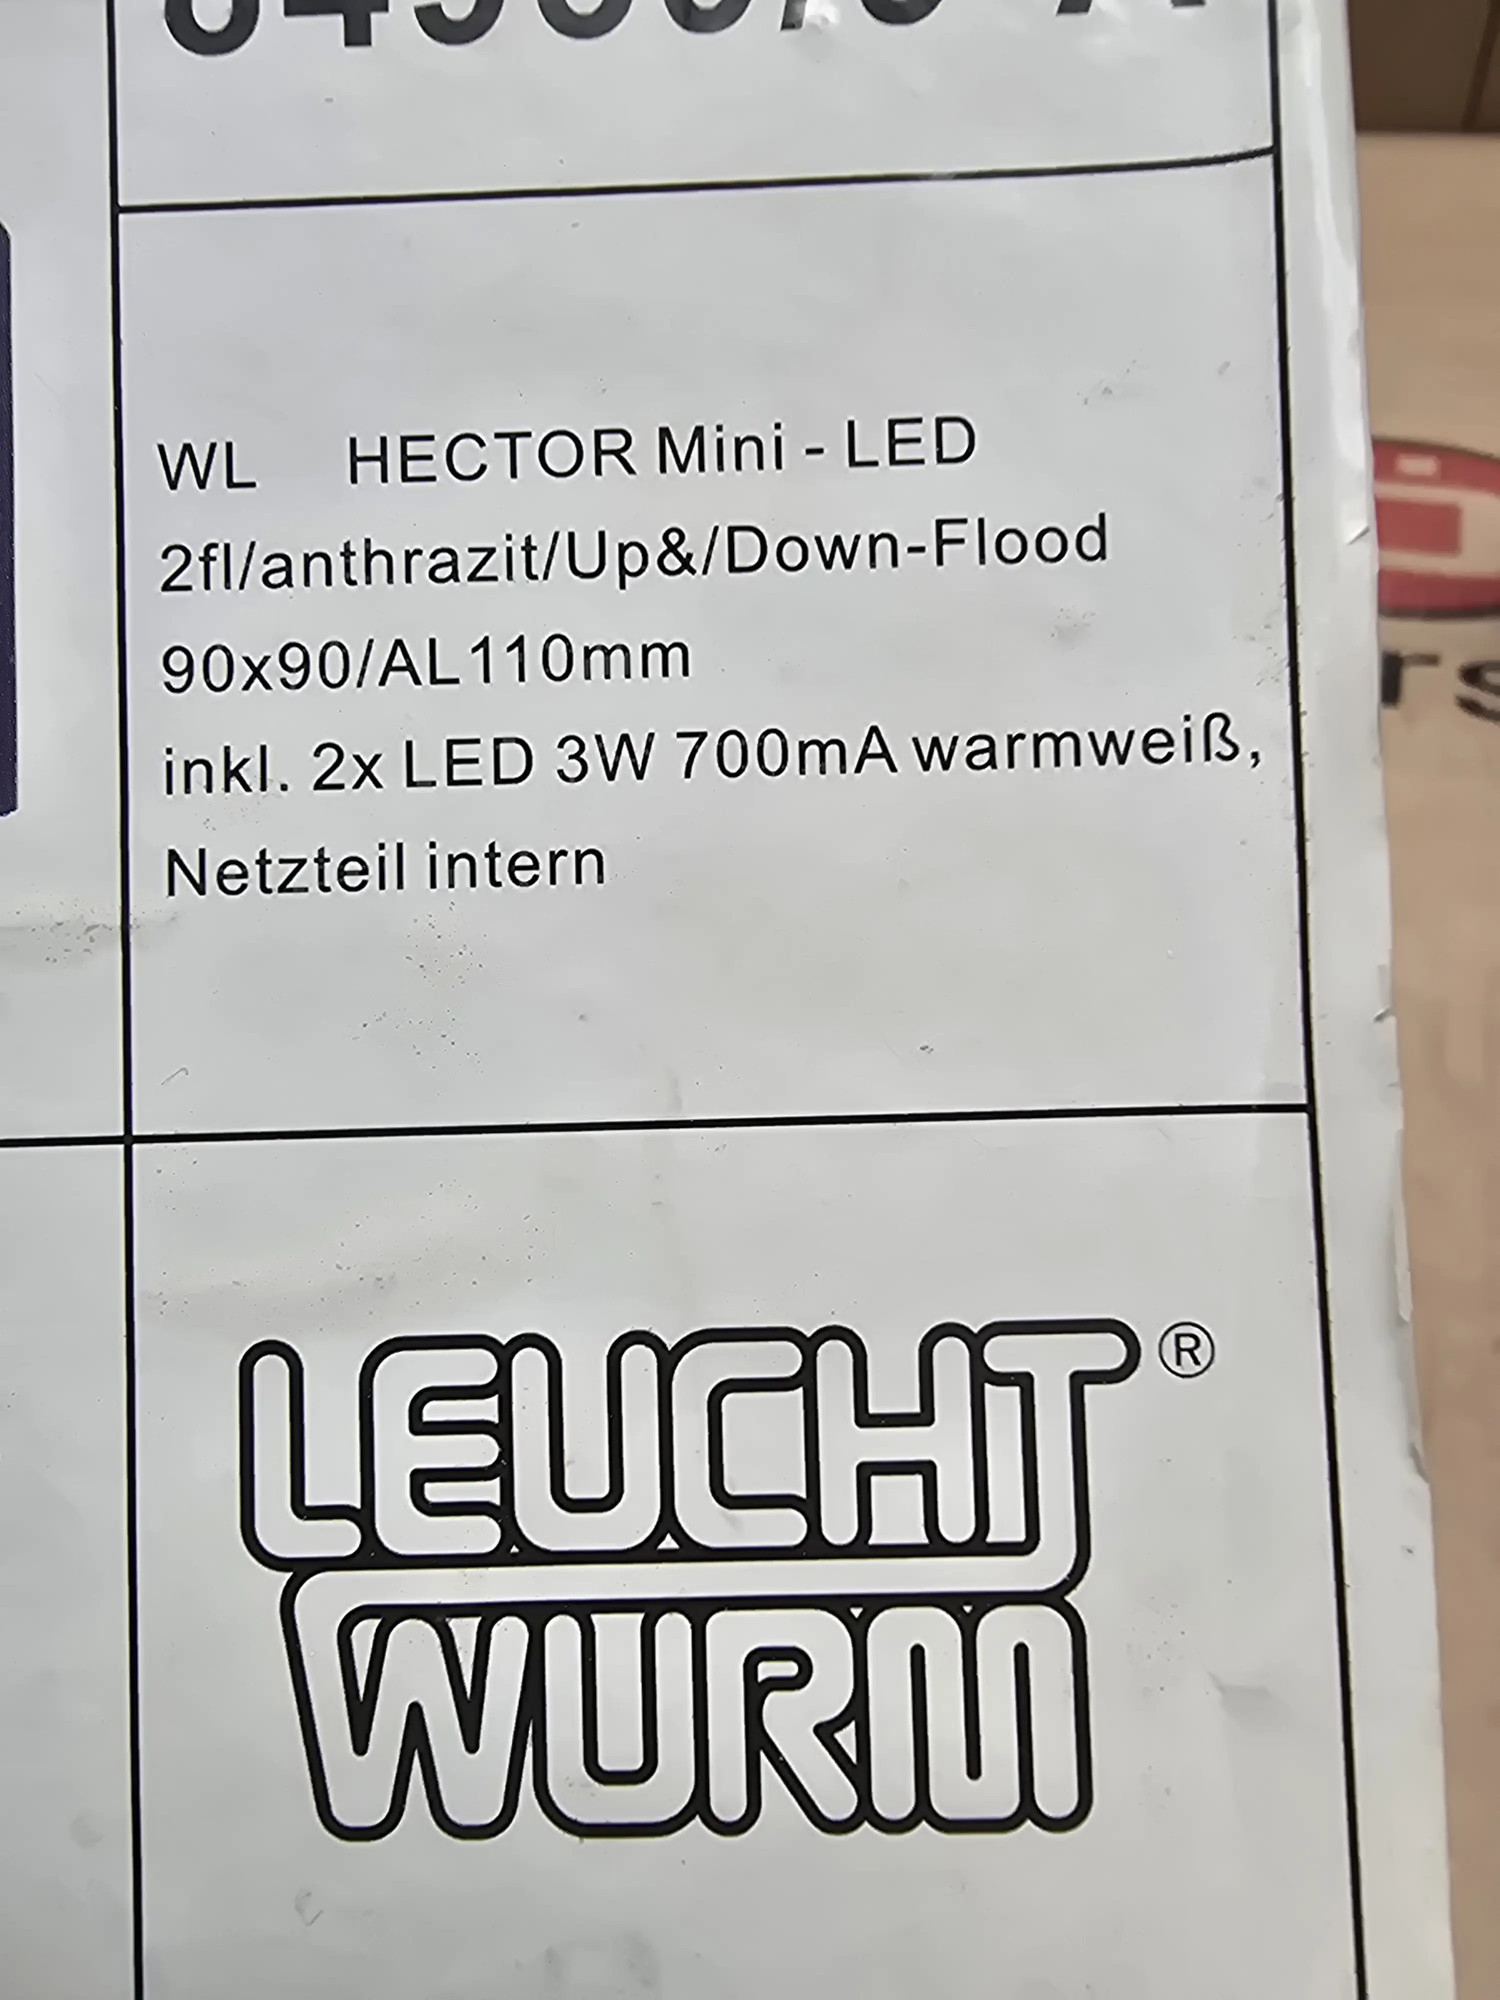 WL HECTOR Mini - LED
2fl/anthrazit/Up&/Down-Flood
90x90/AL110mm
inkl. 2x LED 3W 700mA warmweiß,
Netzteil intern
LEUCHT®
WURM